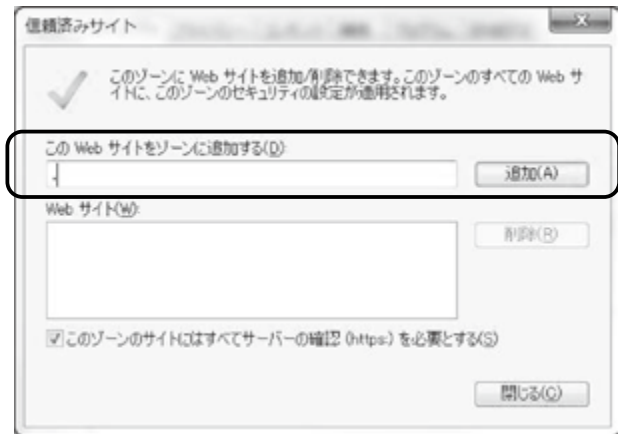 信頼済みサイト
このゾーンに Web サイトを追加/削除できます。このゾーンのすべての Web サ
イトに、このゾーンのセキュリティの設定が適用されます。
この Web サイトをゾーンに追加する(D):
追加(A)
Web サイト(W):
削除(R)
このゾーンのサイトにはすべてサーバーの確認 (https:) を必要とする(S)
閉じる(C)